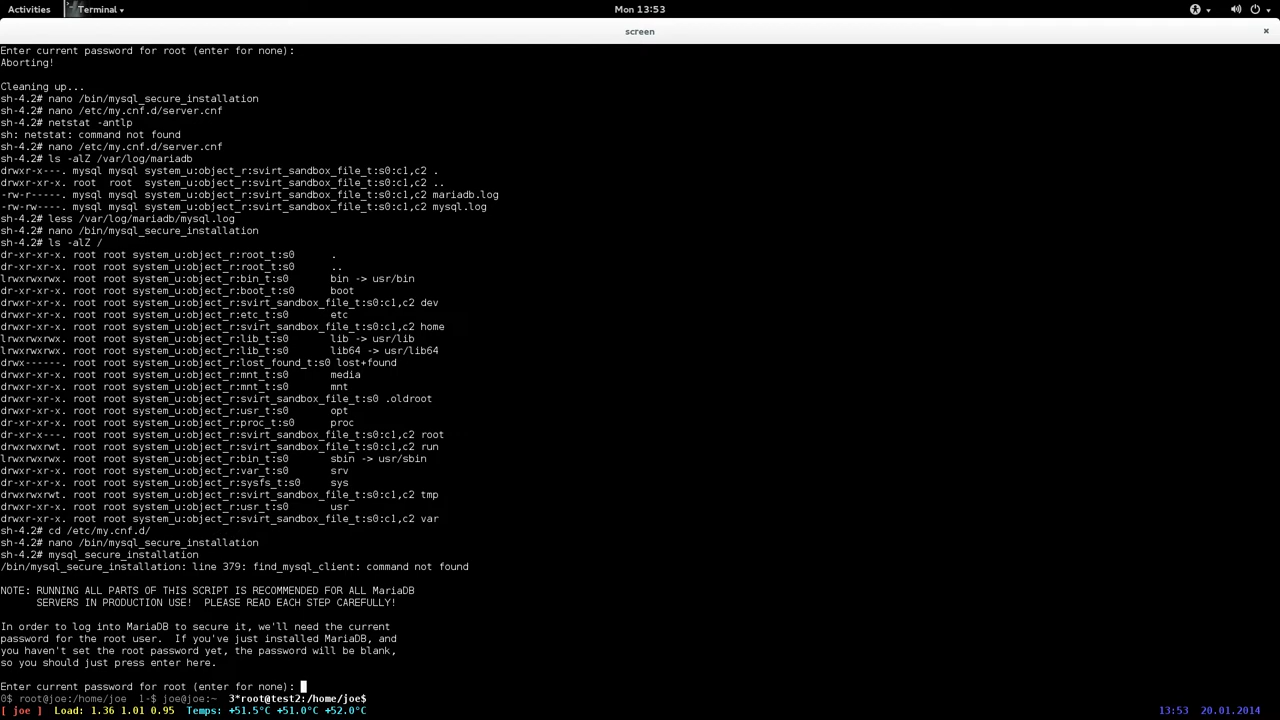 Activities Terminal Mon 13:53
screen ×
Enter current password for root (enter for none):
Aborting!
Cleaning up...
sh-4.2# nano /bin/mysql_secure_installation
sh-4.2# nano /etc/my.cnf.d/server.cnf
sh-4.2# netstat -antlp
sh: netstat: command not found
sh-4.2# nano /etc/my.cnf.d/server.cnf
sh-4.2# ls -alZ /var/log/mariadb
drwxr-x---. mysql mysql system_u:object_r:svirt_sandbox_file_t:s0:c1,c2 .
drwxr-xr-x. root  root  system_u:object_r:svirt_sandbox_file_t:s0:c1,c2 ..
-rw-r-----. mysql mysql system_u:object_r:svirt_sandbox_file_t:s0:c1,c2 mariadb.log
-rw-rw----. mysql mysql system_u:object_r:svirt_sandbox_file_t:s0:c1,c2 mysql.log
sh-4.2# less /var/log/mariadb/mysql.log
sh-4.2# nano /bin/mysql_secure_installation
sh-4.2# ls -alZ /
dr-xr-xr-x. root root system_u:object_r:root_t:s0      .
dr-xr-xr-x. root root system_u:object_r:root_t:s0      ..
lrwxrwxrwx. root root system_u:object_r:bin_t:s0       bin -> usr/bin
dr-xr-xr-x. root root system_u:object_r:boot_t:s0      boot
drwxr-xr-x. root root system_u:object_r:svirt_sandbox_file_t:s0:c1,c2 dev
drwxr-xr-x. root root system_u:object_r:etc_t:s0       etc
drwxr-xr-x. root root system_u:object_r:svirt_sandbox_file_t:s0:c1,c2 home
lrwxrwxrwx. root root system_u:object_r:lib_t:s0       lib -> usr/lib
lrwxrwxrwx. root root system_u:object_r:lib_t:s0       lib64 -> usr/lib64
drwx------. root root system_u:object_r:lost_found_t:s0 lost+found
drwxr-xr-x. root root system_u:object_r:mnt_t:s0       media
drwxr-xr-x. root root system_u:object_r:mnt_t:s0       mnt
drwxr-xr-x. root root system_u:object_r:svirt_sandbox_file_t:s0 .oldroot
drwxr-xr-x. root root system_u:object_r:usr_t:s0       opt
dr-xr-xr-x. root root system_u:object_r:proc_t:s0      proc
dr-xr-x---. root root system_u:object_r:svirt_sandbox_file_t:s0:c1,c2 root
drwxrwxrwt. root root system_u:object_r:svirt_sandbox_file_t:s0:c1,c2 run
lrwxrwxrwx. root root system_u:object_r:bin_t:s0       sbin -> usr/sbin
drwxr-xr-x. root root system_u:object_r:var_t:s0       srv
dr-xr-xr-x. root root system_u:object_r:sysfs_t:s0     sys
drwxrwxrwt. root root system_u:object_r:svirt_sandbox_file_t:s0:c1,c2 tmp
drwxr-xr-x. root root system_u:object_r:usr_t:s0       usr
drwxr-xr-x. root root system_u:object_r:svirt_sandbox_file_t:s0:c1,c2 var
sh-4.2# cd /etc/my.cnf.d/
sh-4.2# nano /bin/mysql_secure_installation
sh-4.2# mysql_secure_installation
/bin/mysql_secure_installation: line 379: find_mysql_client: command not found
NOTE: RUNNING ALL PARTS OF THIS SCRIPT IS RECOMMENDED FOR ALL MariaDB
SERVERS IN PRODUCTION USE!  PLEASE READ EACH STEP CAREFULLY!
In order to log into MariaDB to secure it, we'll need the current
password for the root user.  If you've just installed MariaDB, and
you haven't set the root password yet, the password will be blank,
so you should just press enter here.
Enter current password for root (enter for none):
0$ root@joe:/home/joe  1-$ joe@joe:~  3*root@test2:/home/joe$
[ joe ] Load: 1.36 1.01 0.95  Temps: +51.5°C +51.0°C +52.0°C 13:53 20.01.2014